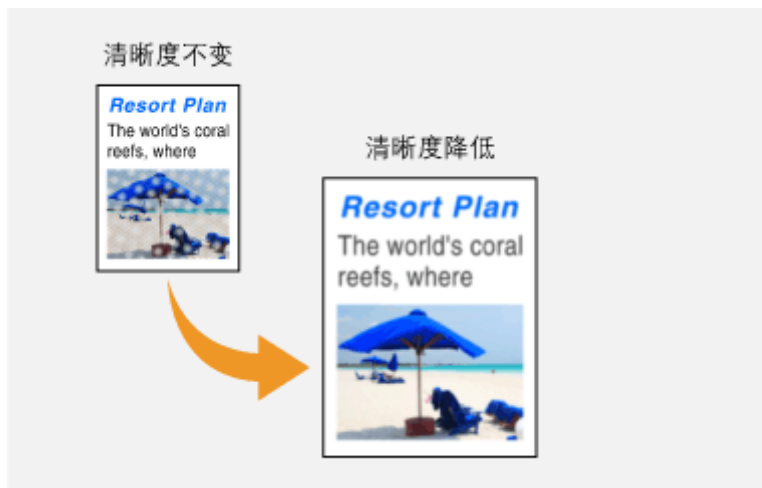 清晰度不变
Resort Plan
The world's coral
reefs, where
清晰度降低
Resort Plan
The world's coral
reefs, where